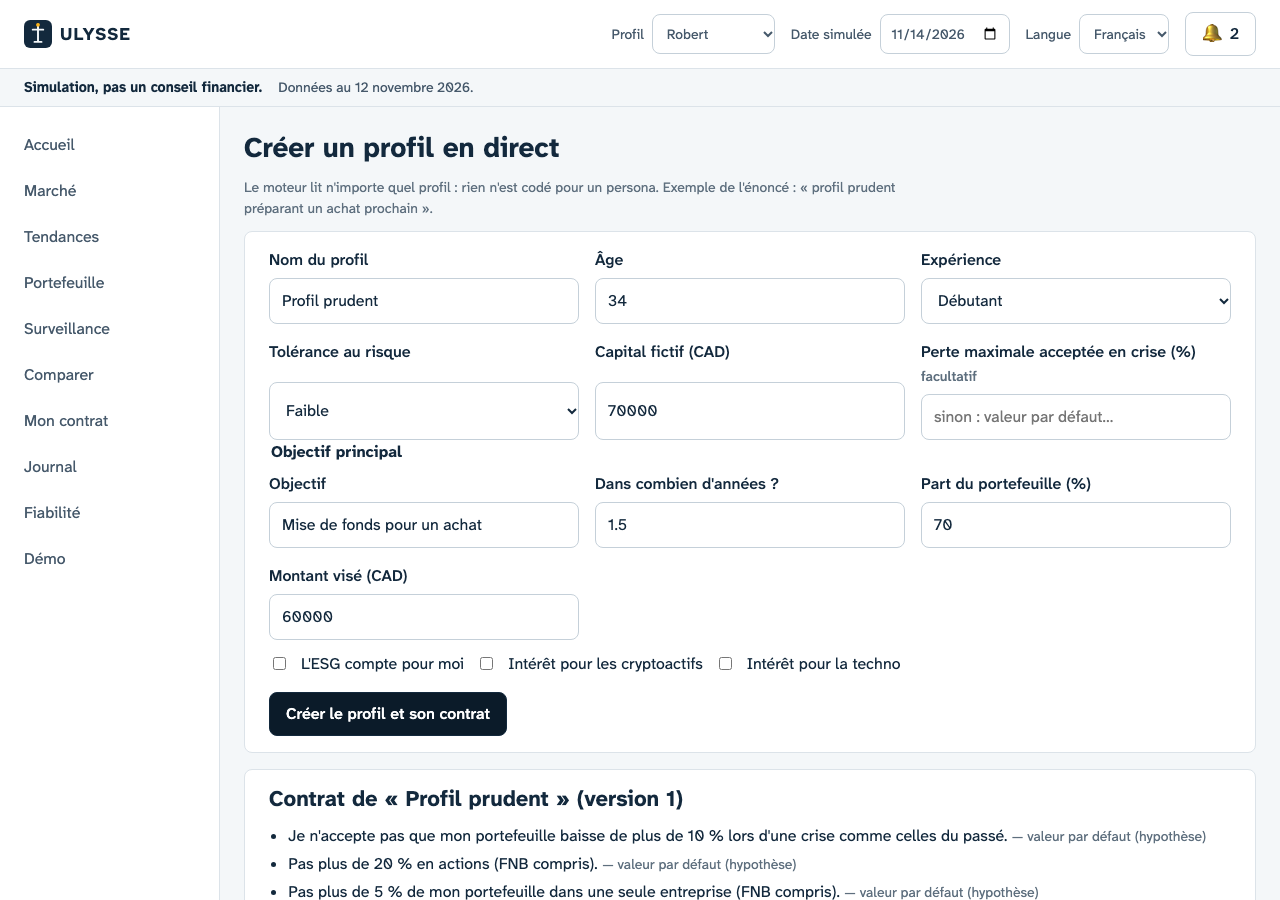 ULYSSE
Profil Robert Date simulée 11/14/2026 Langue Français 2
Simulation, pas un conseil financier. Données au 12 novembre 2026.
Accueil
Marché
Tendances
Portefeuille
Surveillance
Comparer
Mon contrat
Journal
Fiabilité
Démo
Créer un profil en direct
Le moteur lit n'importe quel profil : rien n'est codé pour un persona. Exemple de l'énoncé : « profil prudent
préparant un achat prochain ».
Nom du profil Âge Expérience
Profil prudent 34 Débutant
Tolérance au risque Capital fictif (CAD) Perte maximale acceptée en crise (%)
facultatif
Faible 70000 sinon : valeur par défaut...
Objectif principal
Objectif Dans combien d'années ? Part du portefeuille (%)
Mise de fonds pour un achat 1.5 70
Montant visé (CAD)
60000
L'ESG compte pour moi Intérêt pour les cryptoactifs Intérêt pour la techno
Créer le profil et son contrat
Contrat de « Profil prudent » (version 1)
• Je n'accepte pas que mon portefeuille baisse de plus de 10 % lors d'une crise comme celles du passé. — valeur par défaut (hypothèse)
• Pas plus de 20 % en actions (FNB compris). — valeur par défaut (hypothèse)
• Pas plus de 5 % de mon portefeuille dans une seule entreprise (FNB compris). — valeur par défaut (hypothèse)